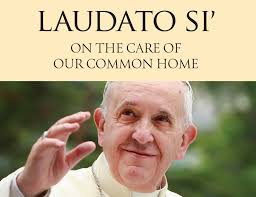 LAUDATO SI’
ON THE CARE OF
OUR COMMON HOME